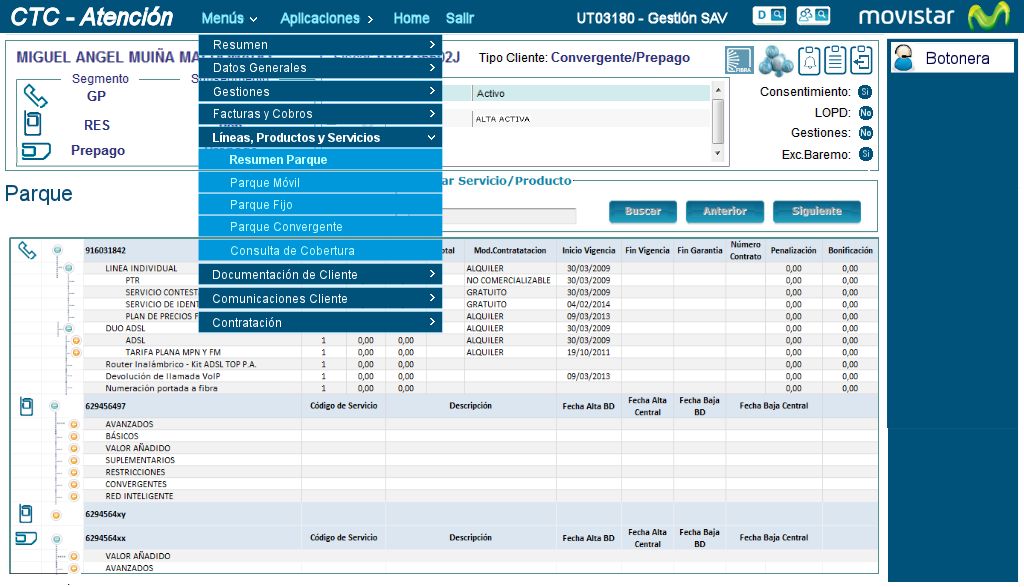 CTC - Atención
Menús
Aplicaciones
Home
Salir
UT03180 - Gestión SAV
D
movistar
MIGUEL ANGEL MUIÑA
Tipo Cliente: Convergente/Prepago
FIBRA
Botonera
Segmento
GP
RES
Prepago
Resumen
Datos Generales
Gestiones
Facturas y Cobros
Líneas, Productos y Servicios
Resumen Parque
Parque Móvil
Parque Fijo
Parque Convergente
Consulta de Cobertura
Documentación de Cliente
Comunicaciones Cliente
Contratación
Activo
ALTA ACTIVA
Consentimiento: Si
LOPD: No
Gestiones: No
Exc.Baremo: Si
Parque
ar Servicio/Producto
Buscar Anterior Siguiente
916031842 Mod.Contratatacion Inicio Vigencia Fin Vigencia Fin Garantia Número Contrato Penalización Bonificación
LINEA INDIVIDUAL ALQUILER 30/03/2009 0,00 0,00
PTR NO COMERCIALIZABLE 30/03/2009 0,00 0,00
SERVICIO CONTEST GRATUITO 30/03/2009 0,00 0,00
SERVICIO DE IDENT GRATUITO 04/02/2014 0,00 0,00
PLAN DE PRECIOS F ALQUILER 09/03/2013 0,00 0,00
DUO ADSL ALQUILER 30/03/2009 0,00 0,00
ADSL 1 0,00 0,00 ALQUILER 30/03/2009 0,00 0,00
TARIFA PLANA MPN Y FM 1 0,00 0,00 ALQUILER 19/10/2011 0,00 0,00
Router Inalámbrico - Kit ADSL TOP P.A. 1 0,00 0,00 0,00 0,00
Devolución de llamada VoIP 1 0,00 0,00 09/03/2013 0,00 0,00
Numeración portada a fibra 1 0,00 0,00 0,00 0,00
629456497 Código de Servicio Descripción Fecha Alta BD Fecha Alta Central Fecha Baja BD Fecha Baja Central
AVANZADOS
BÁSICOS
VALOR AÑADIDO
SUPLEMENTARIOS
RESTRICCIONES
CONVERGENTES
RED INTELIGENTE
6294564xy
6294564xx Código de Servicio Descripción Fecha Alta BD Fecha Alta Central Fecha Baja BD Fecha Baja Central
VALOR AÑADIDO
AVANZADOS